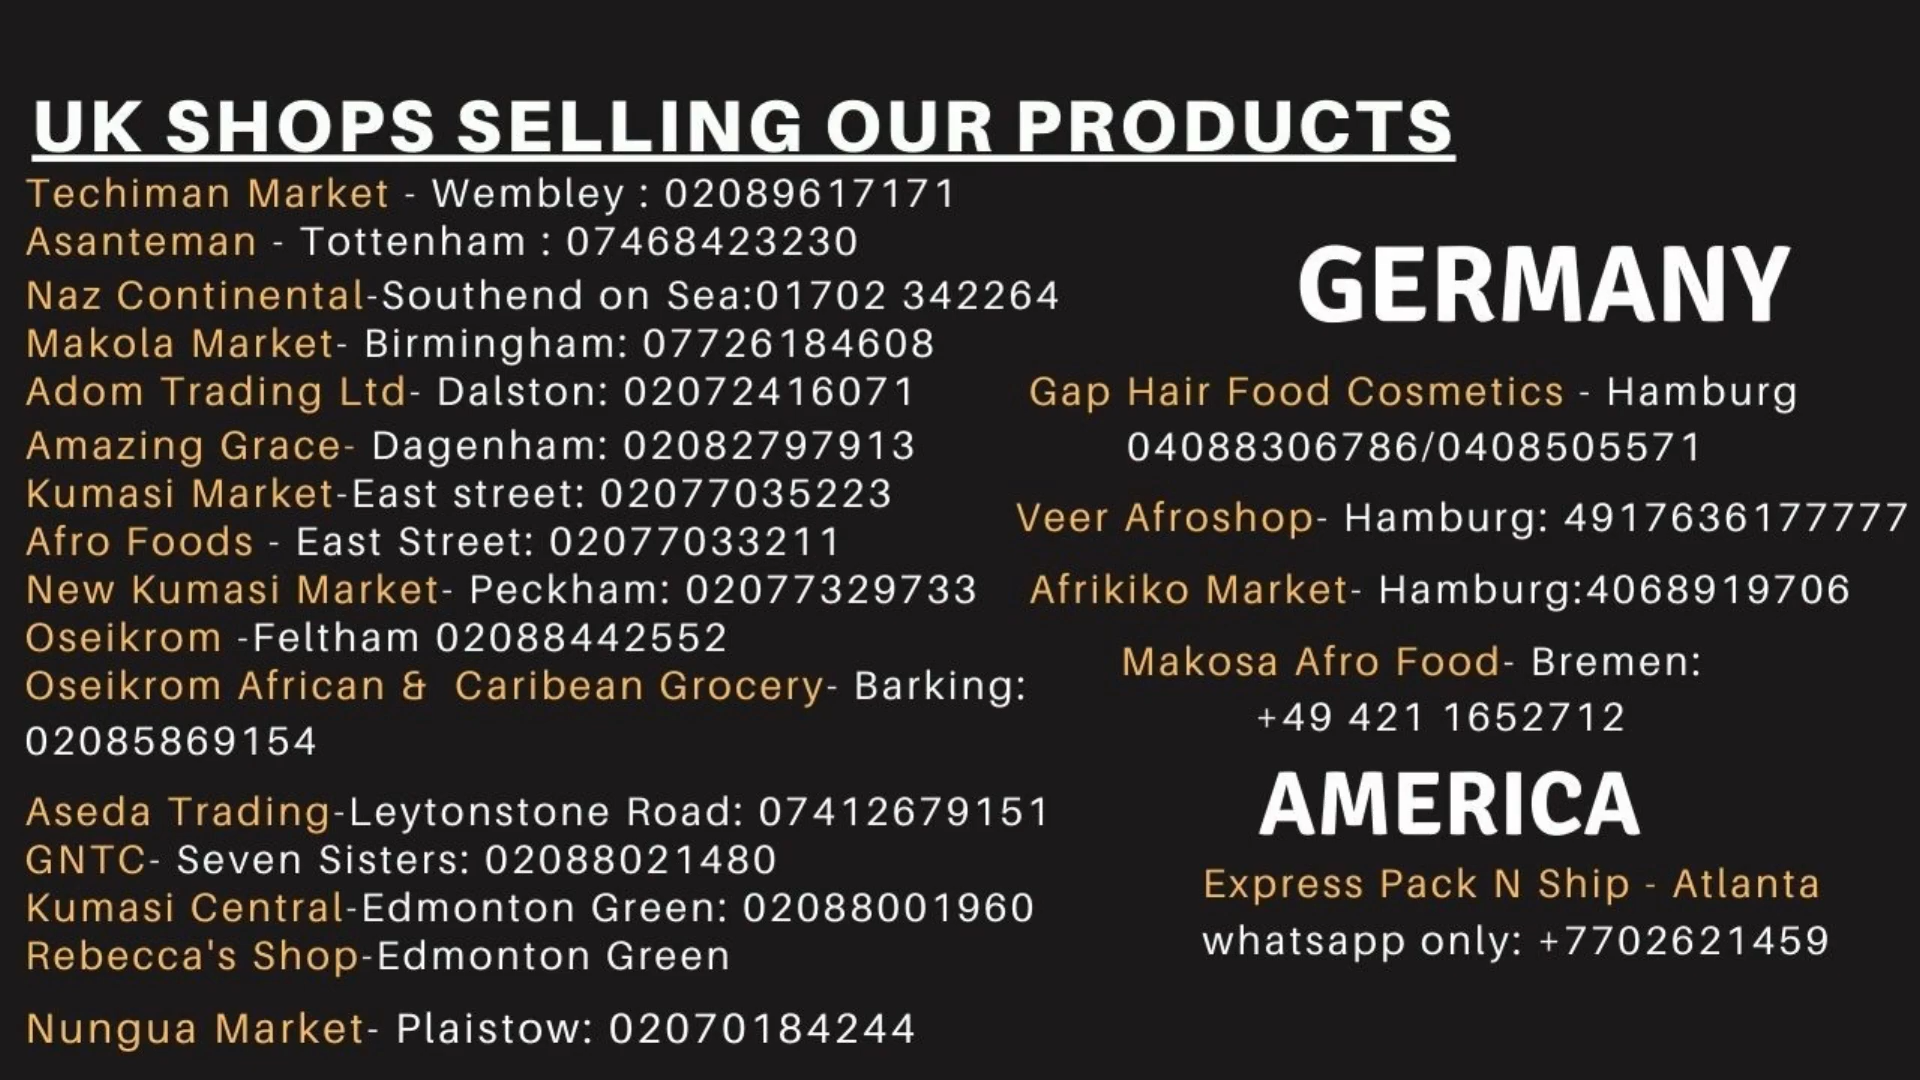 UK SHOPS SELLING OUR PRODUCTS
Techiman Market - Wembley : 02089617171
Asanteman - Tottenham : 07468423230
Naz Continental-Southend on Sea:01702 342264
Makola Market- Birmingham: 07726184608
Adom Trading Ltd- Dalston: 02072416071
Amazing Grace- Dagenham: 02082797913
Kumasi Market-East street: 02077035223
Afro Foods - East Street: 02077033211
New Kumasi Market- Peckham: 02077329733
Oseikrom -Feltham 02088442552
Oseikrom African & Caribean Grocery- Barking:
02085869154
Aseda Trading-Leytonstone Road: 07412679151
GNTC- Seven Sisters: 02088021480
Kumasi Central-Edmonton Green: 02088001960
Rebecca's Shop-Edmonton Green
Nungua Market- Plaistow: 02070184244
GERMANY
Gap Hair Food Cosmetics - Hamburg
04088306786/0408505571
Veer Afroshop- Hamburg: 4917636177777
Afrikiko Market- Hamburg:4068919706
Makosa Afro Food- Bremen:
+49 421 1652712
AMERICA
Express Pack N Ship - Atlanta
whatsapp only: +7702621459